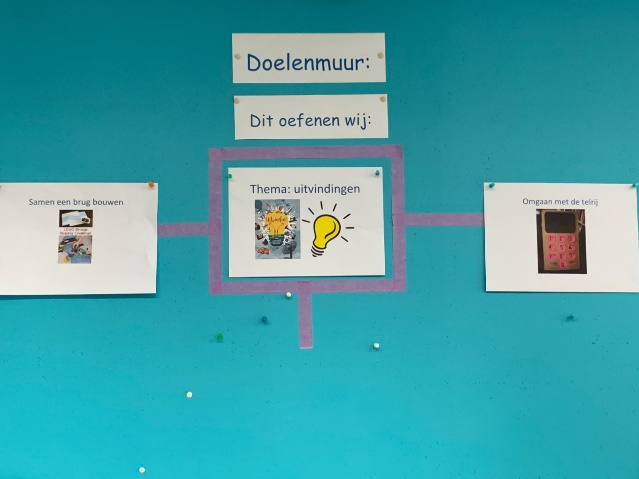 Doelenmuur:
Dit oefenen wij:
Thema: uitvindingen
Samen een brug bouwen
Omgaan met de telrij